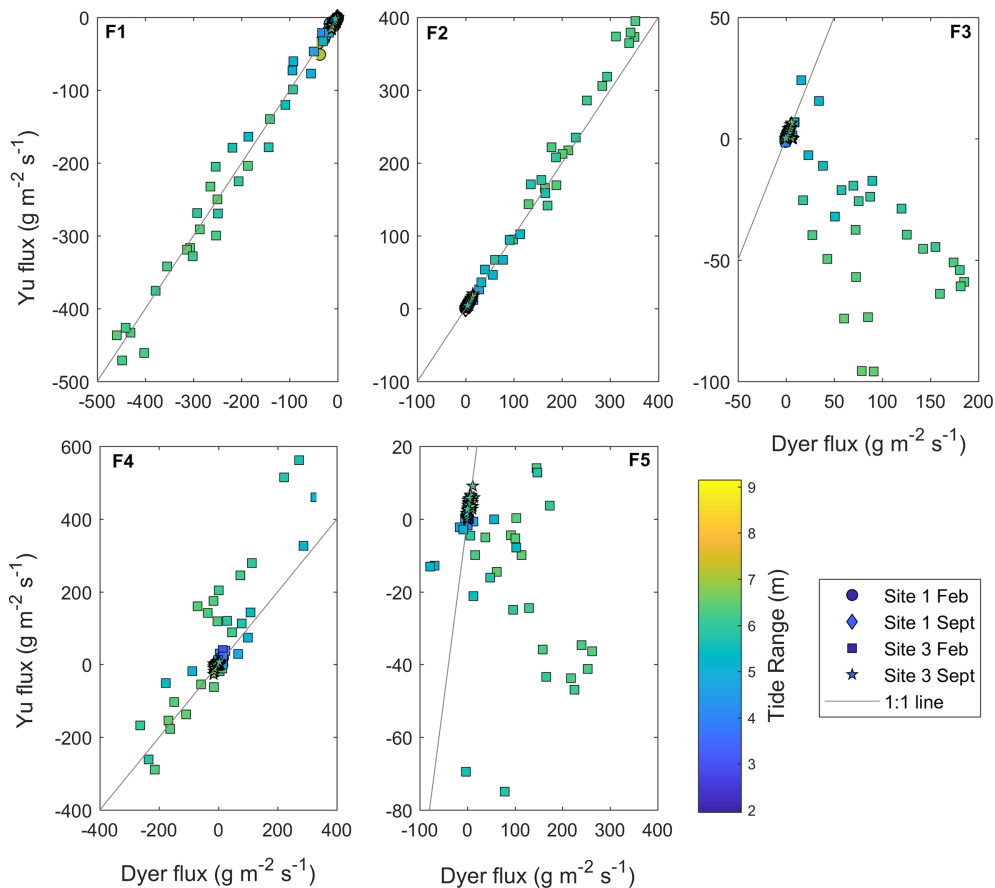 F1
0
-100
-200
-300
-400
-500
-500 -400 -300 -200 -100 0
Yu flux (g m-2 s-1)
F2
400
300
200
100
0
-100
-100 0 100 200 300 400
F3
50
0
-50
-100
-50 0 50 100 150 200
Dyer flux (g m-2 s-1)
F4
600
400
200
0
-200
-400
-400 -200 0 200 400
Yu flux (g m-2 s-1)
Dyer flux (g m-2 s-1)
F5
20
0
-20
-40
-60
-80
-100 0 100 200 300 400
Dyer flux (g m-2 s-1)
9
8
7
6
5
4
3
2
Tide Range (m)
Site 1 Feb
Site 1 Sept
Site 3 Feb
Site 3 Sept
1:1 line